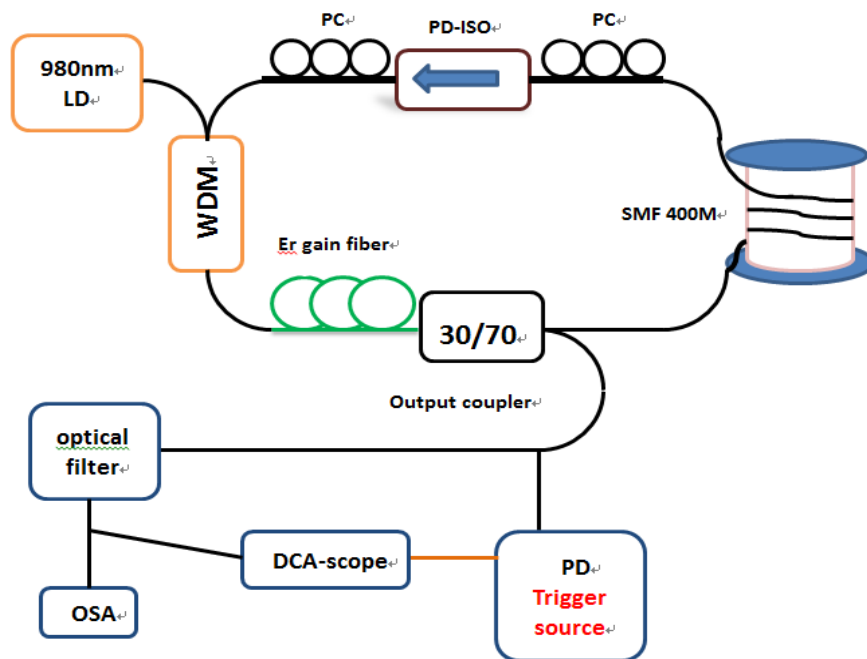 PC
PD-ISO
PC
980nm
LD
WDM
SMF 400M
Er gain fiber
30/70
Output coupler
optical
filter
DCA-scope
PD
Trigger
source
OSA